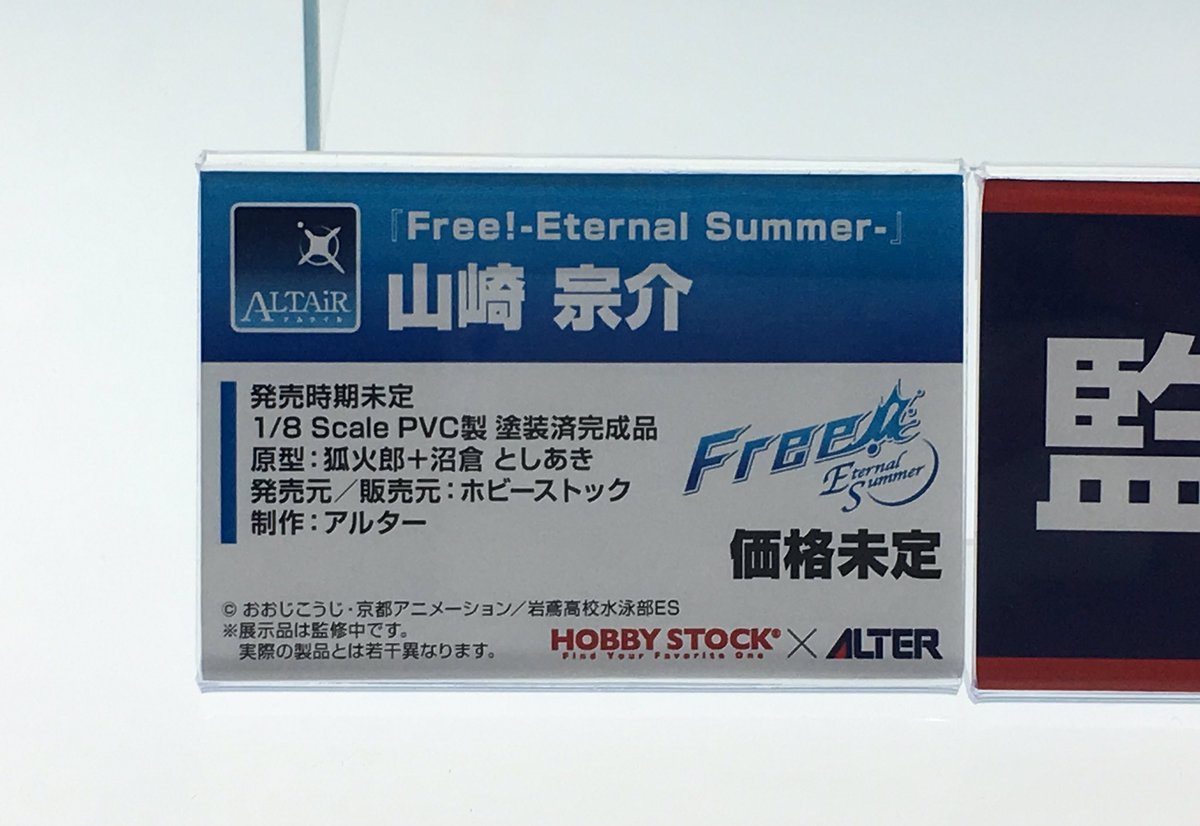 『Free!-Eternal Summer-』
ALTAiR
アルタイル
山崎 宗介
発売時期未定
1/8 Scale PVC製 塗装済完成品
原型：狐火郎＋沼倉 としあき
発売元／販売元：ホビーストック
制作：アルター
Free!
Eternal
Summer
価格未定
© おおじこうじ・京都アニメーション／岩鳶高校水泳部ES
※展示品は監修中です。
実際の製品とは若干異なります。
HOBBY STOCK®×ALTER
Find Your Favorite One
監